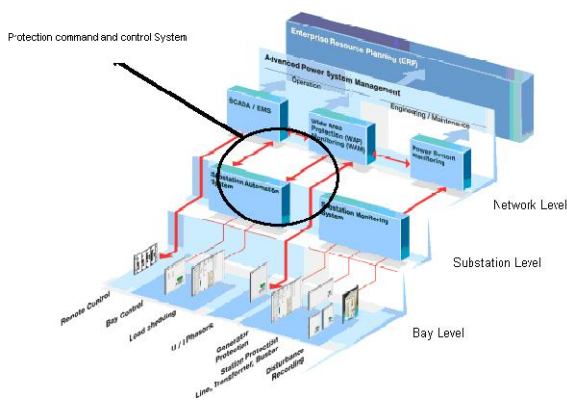 Protection command and control System
Enterprise Resource Planning (ERP)
Advanced Power System Management
Operation
Engineering / Maintenance
SCADA / EMS
Wide Area
Protection (WAP)
Monitoring (WAM)
Power System
Monitoring
Network Level
Substation Automation
System
Substation Monitoring
System
Substation Level
Remote Control
Bay Control
Load shedding
U / I Phasors
Generator
Protection
Station Protection
Line, Transformer, Busbar
Disturbance
Recording
Bay Level